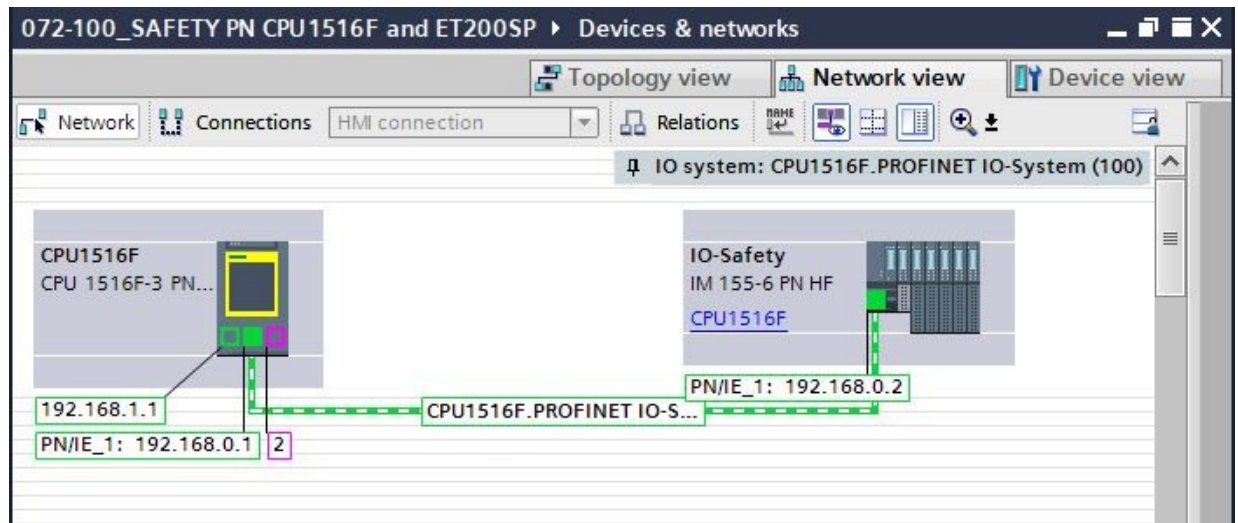 072-100_SAFETY PN CPU1516F and ET200SP ▸ Devices & networks
Topology view Network view Device view
Network Connections HMI connection Relations NAME
IO system: CPU1516F.PROFINET IO-System (100)
CPU1516F
CPU 1516F-3 PN...
IO-Safety
IM 155-6 PN HF
CPU1516F
PN/IE_1: 192.168.0.2
192.168.1.1
CPU1516F.PROFINET IO-S...
PN/IE_1: 192.168.0.1 2